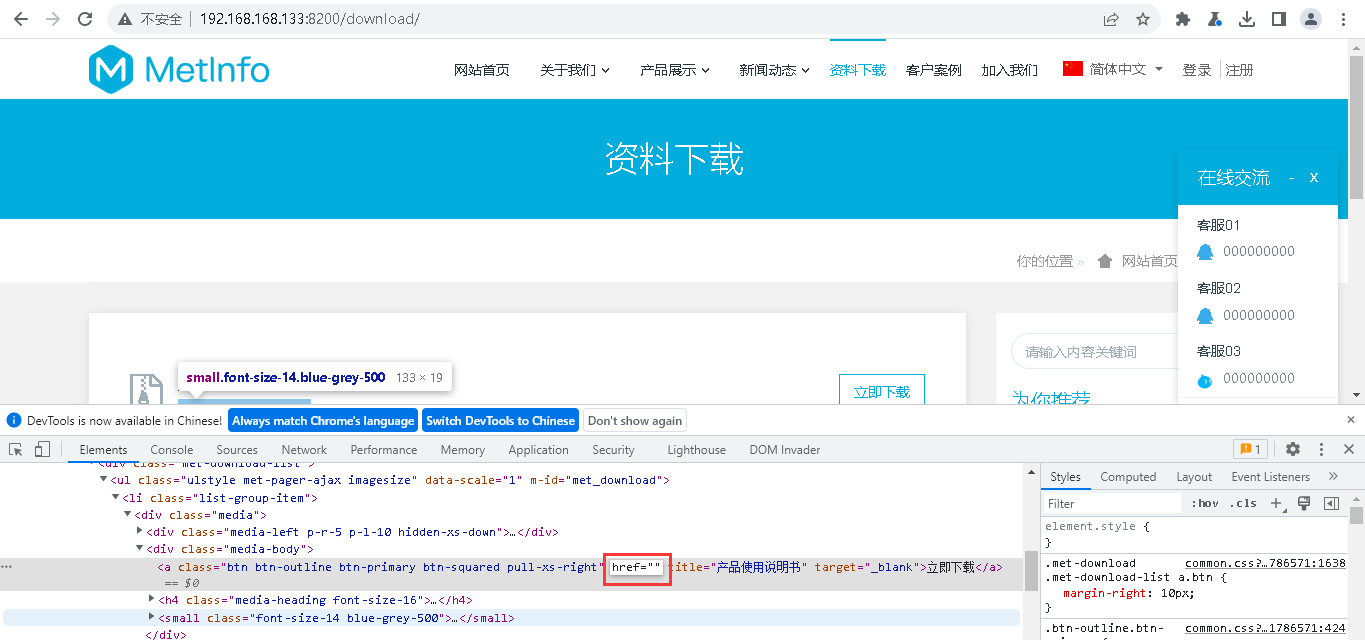 不安全 192.168.168.133:8200/download/
MetInfo 网站首页 关于我们 产品展示 新闻动态 资料下载 客户案例 加入我们 简体中文 登录 注册
资料下载
在线交流 - x
客服01
000000000
你的位置 » 网站首页
客服02
000000000
客服03
000000000
请输入内容关键词
small.font-size-14.blue-grey-500 133 × 19
立即下载
为你推荐
DevTools is now available in Chinese! Always match Chrome's language Switch DevTools to Chinese Don't show again ×
Elements Console Sources Network Performance Memory Application Security Lighthouse DOM Invader 1
<div class="met-download-list">
<ul class="ulstyle met-pager-ajax imagesize" data-scale="1" m-id="met_download">
<li class="list-group-item">
<div class="media">
<div class="media-left p-r-5 p-l-10 hidden-xs-down">…</div>
<div class="media-body">
<a class="btn btn-outline btn-primary btn-squared pull-xs-right" href="" title="产品使用说明书" target="_blank">立即下载</a>
== $0
<h4 class="media-heading font-size-16">…</h4>
<small class="font-size-14 blue-grey-500">…</small>
</div>
Styles Computed Layout Event Listeners »
Filter :hov .cls +
element.style {
}
.met-download common.css?…786571:1638
.met-download-list a.btn {
margin-right: 10px;
}
.btn-outline.btn- common.css?…1786571:424